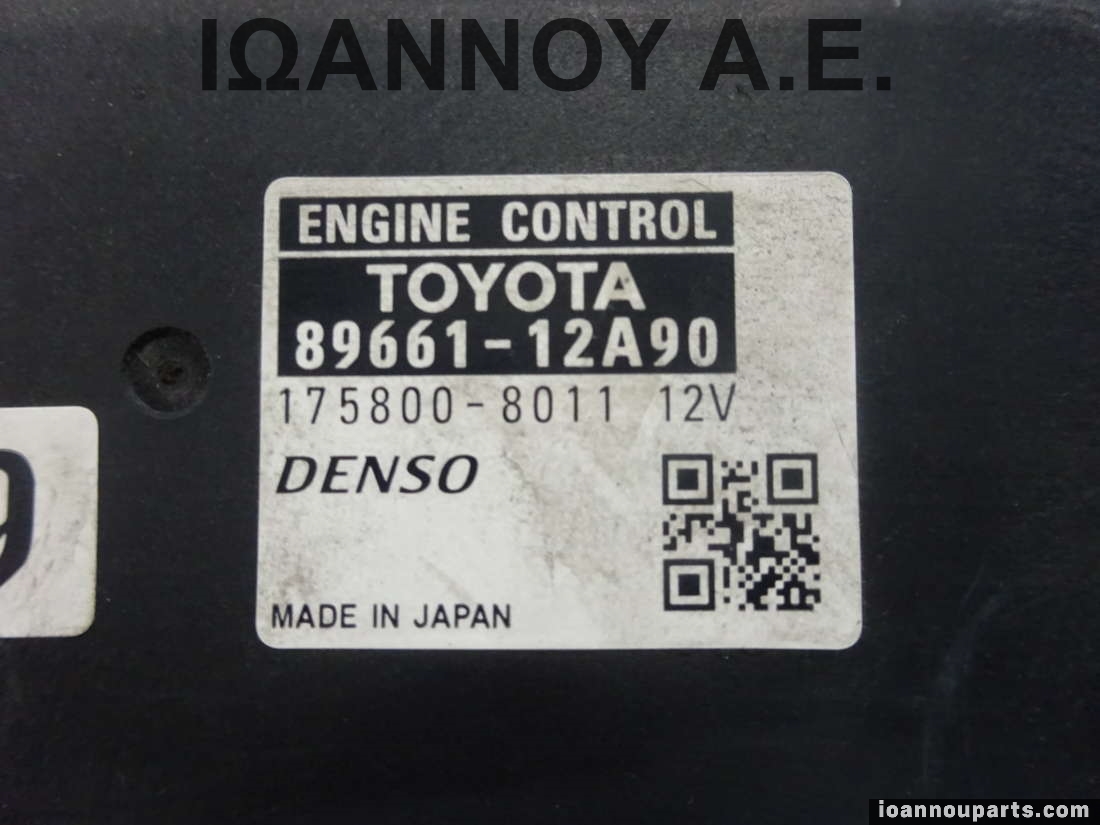 ΙΩΑΝΝΟΥ Α.Ε.
ENGINE CONTROL
TOYOTA
89661-12A90
175800-8011 12V
DENSO
MADE IN JAPAN
ioannouparts.com